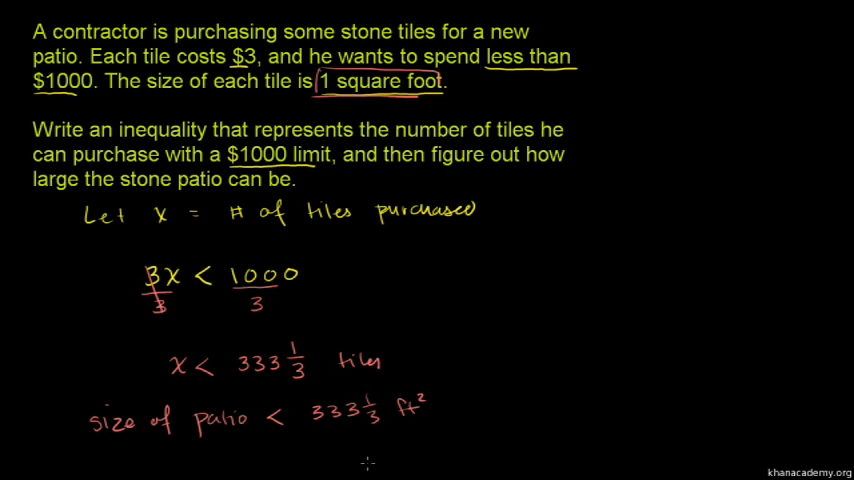 A contractor is purchasing some stone tiles for a new
patio. Each tile costs $3, and he wants to spend less than
$1000. The size of each tile is 1 square foot.
Write an inequality that represents the number of tiles he
can purchase with a $1000 limit, and then figure out how
large the stone patio can be.
Let x = # of tiles purchased
3x < 1000
3 3
x < 333 1/3 tiles
size of patio < 333 1/3 ft²
khanacademy.org